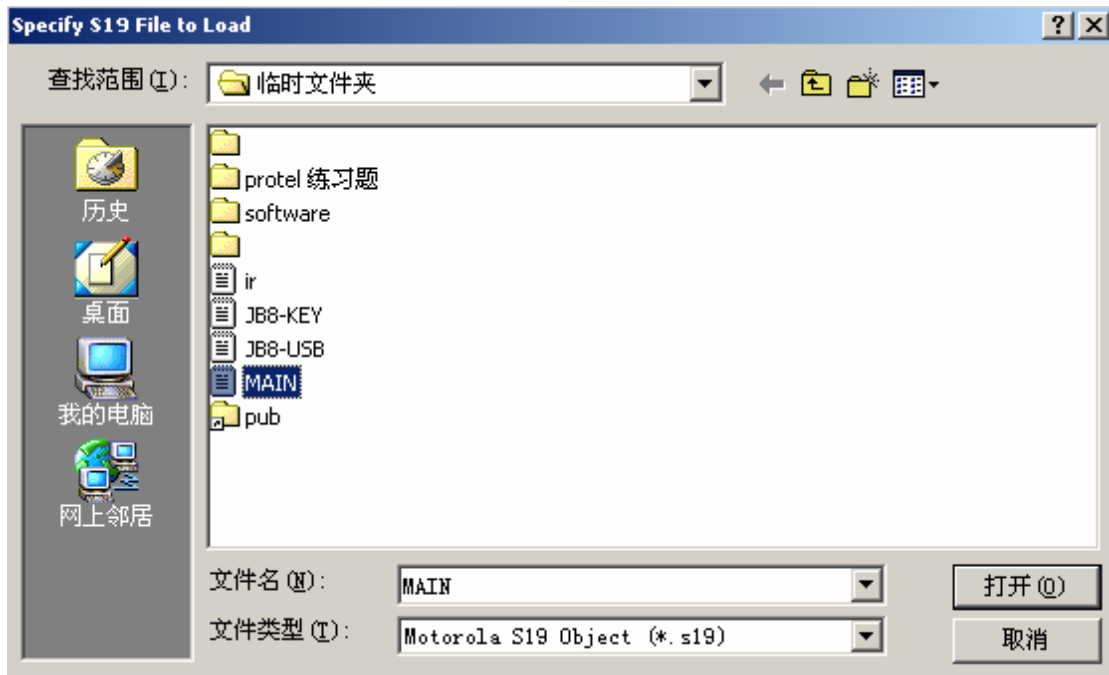 Specify S19 File to Load
查找范围(I):
临时文件夹
历史
桌面
我的电脑
网上邻居
protel 练习题
software
ir
JB8-KEY
JB8-USB
MAIN
pub
文件名(N):
MAIN
打开(O)
文件类型(T):
Motorola S19 Object (*.s19)
取消